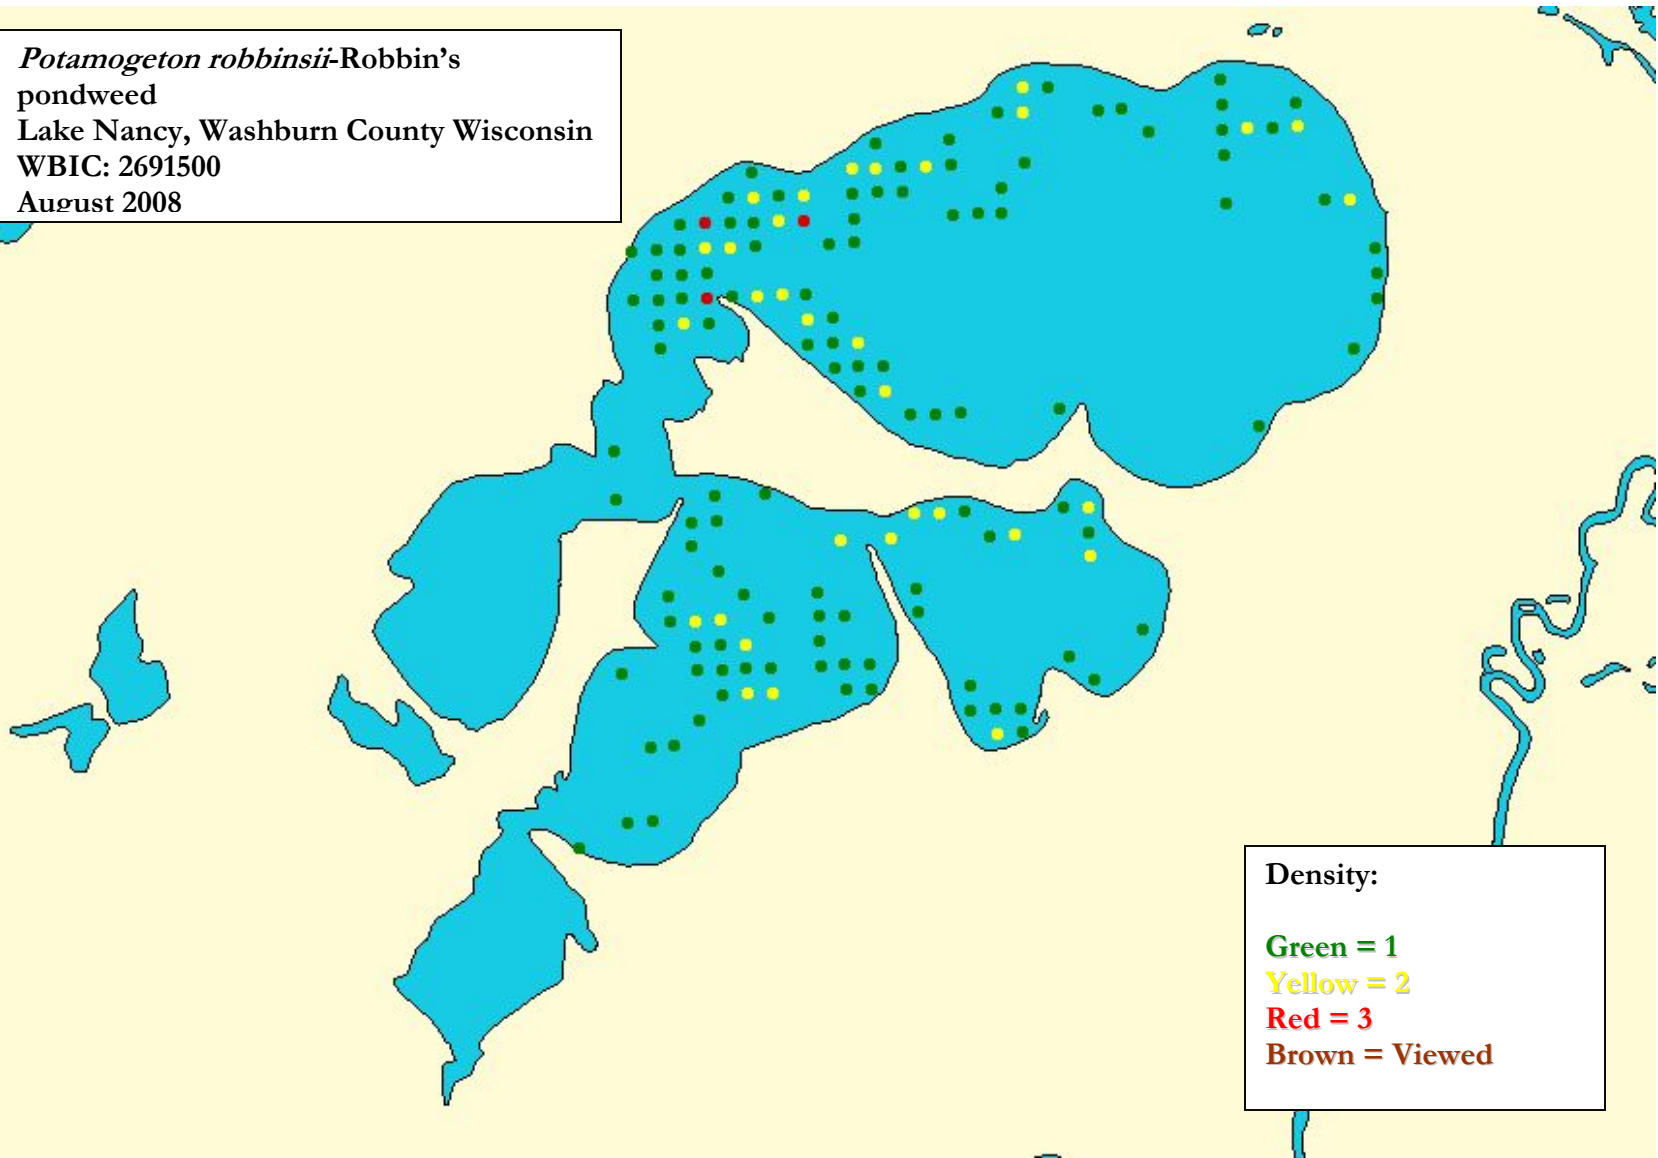 Potamogeton robbinsii-Robbin's
pondweed
Lake Nancy, Washburn County Wisconsin
WBIC: 2691500
August 2008
Density:
Green = 1
Yellow = 2
Red = 3
Brown = Viewed